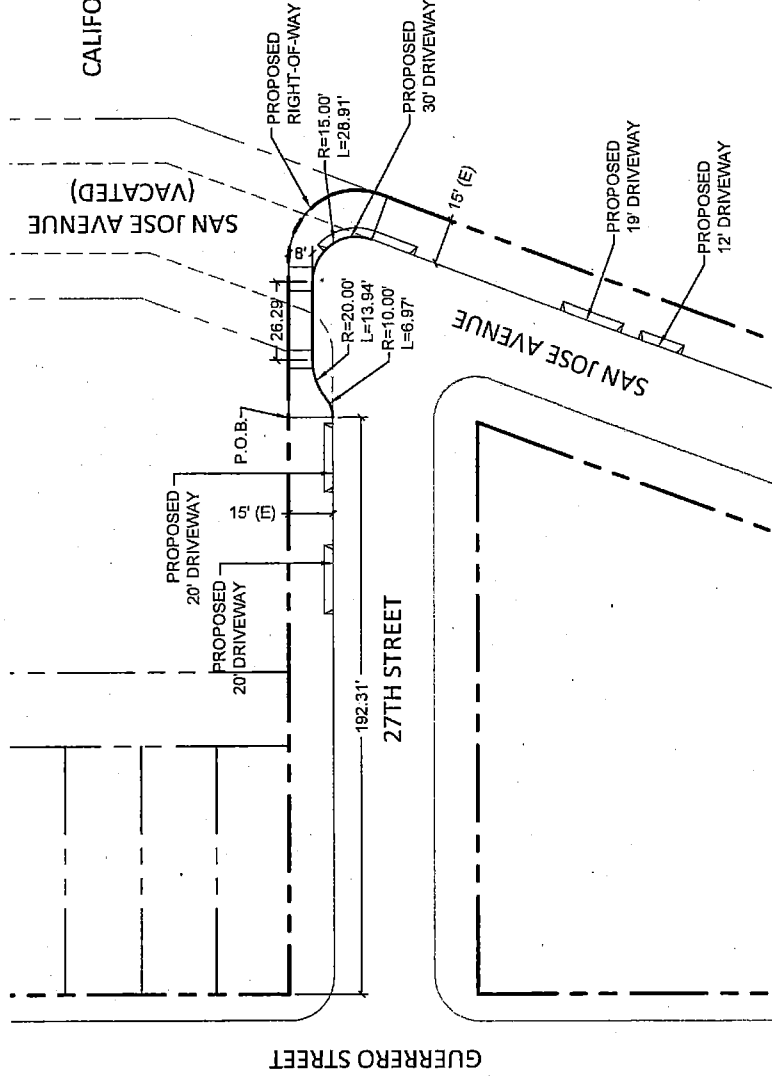 CALIFO
SAN JOSE AVENUE
(VACATED)
PROPOSED
RIGHT-OF-WAY
R=15.00'
L=28.91'
PROPOSED
30' DRIVEWAY
8'
26.29'
R=20.00'
L=13.94'
R=10.00'
L=6.97'
15' (E)
PROPOSED
19' DRIVEWAY
PROPOSED
12' DRIVEWAY
SAN JOSE AVENUE
P.O.B.
PROPOSED
20' DRIVEWAY
15' (E)
PROPOSED
20' DRIVEWAY
192.31'
27TH STREET
GUERRERO STREET